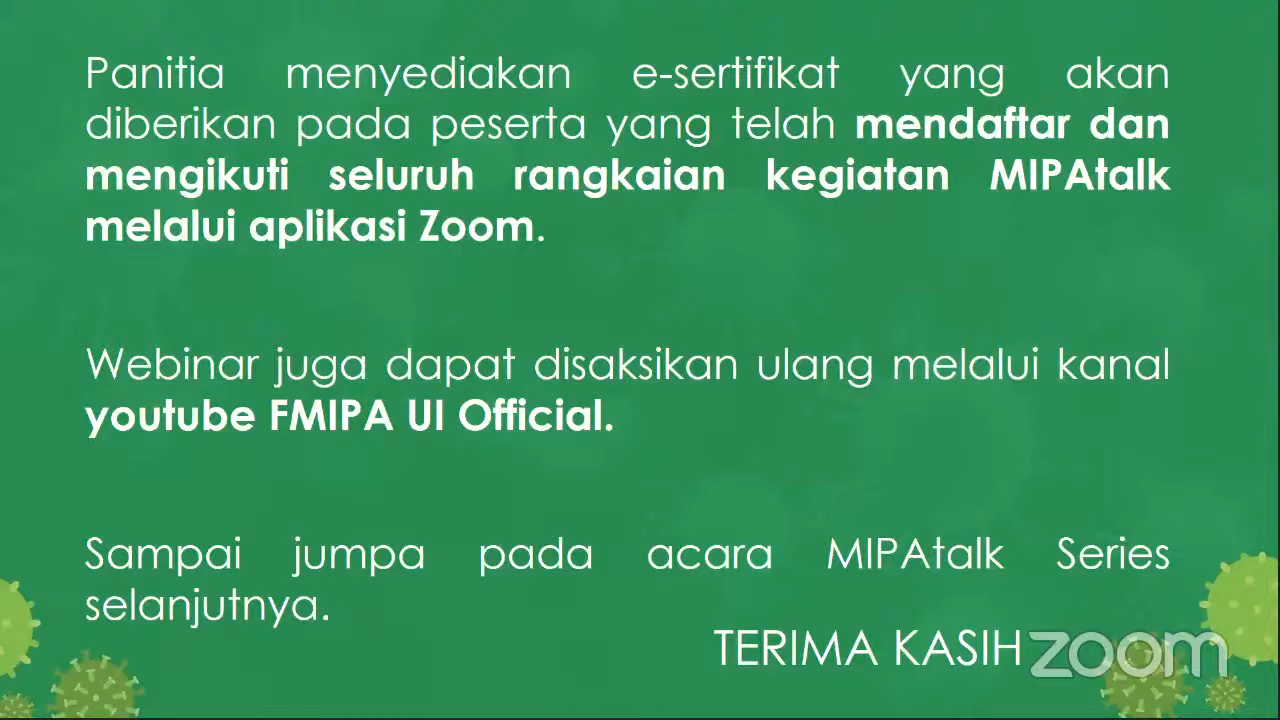 Panitia menyediakan e-sertifikat yang akan
diberikan pada peserta yang telah mendaftar dan
mengikuti seluruh rangkaian kegiatan MIPAtalk
melalui aplikasi Zoom.
Webinar juga dapat disaksikan ulang melalui kanal
youtube FMIPA UI Official.
Sampai jumpa pada acara MIPAtalk Series
selanjutnya.
TERIMA KASIH
zoom